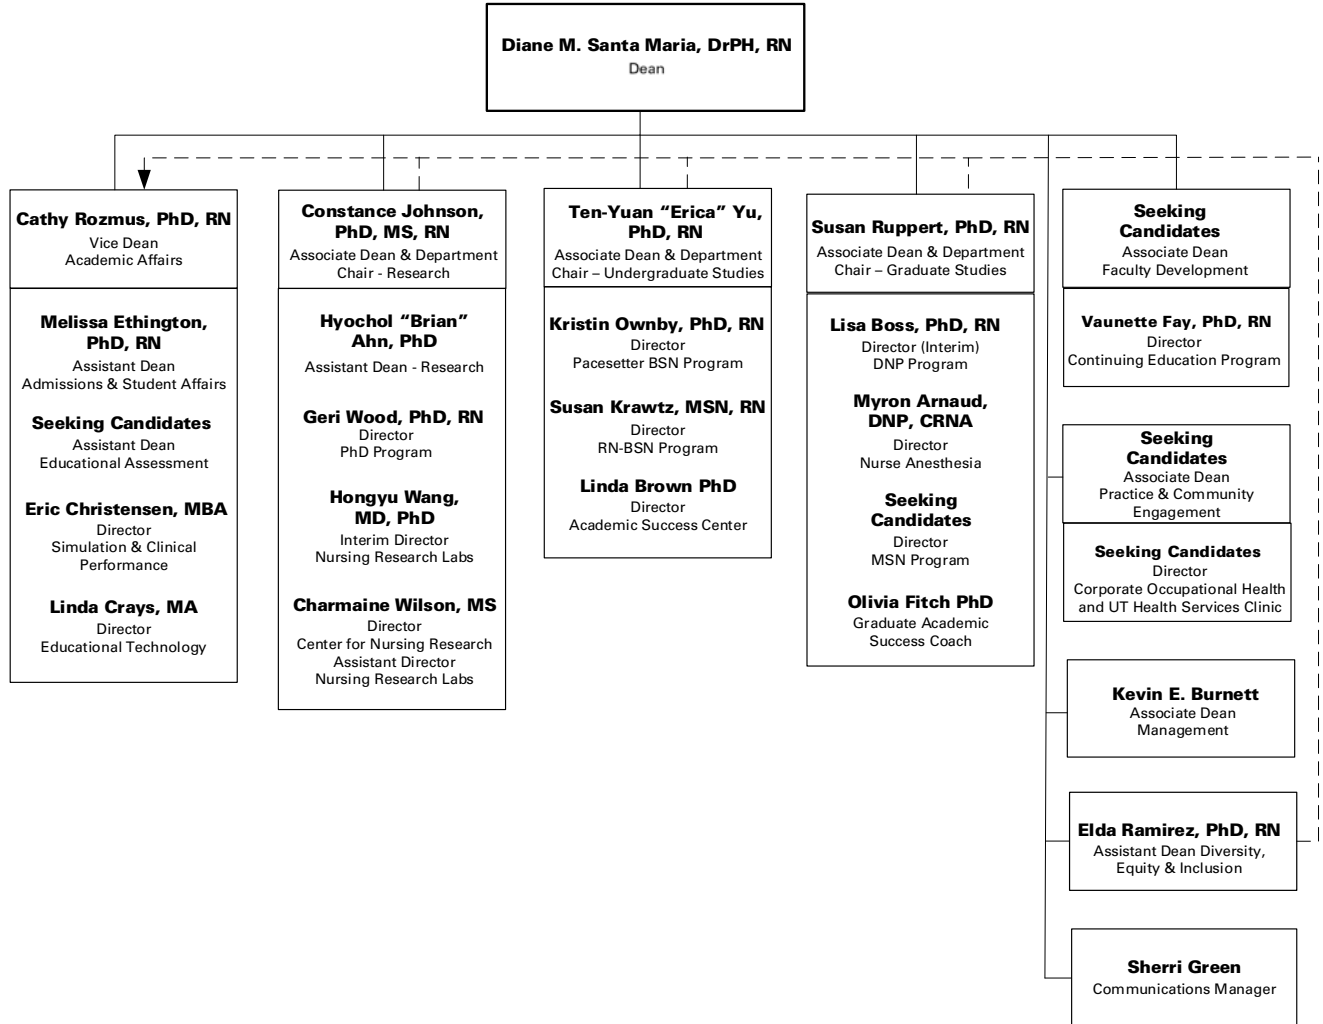 Diane M. Santa Maria, DrPH, RN
Dean
Cathy Rozmus, PhD, RN
Vice Dean
Academic Affairs
Melissa Ethington,
PhD, RN
Assistant Dean
Admissions & Student Affairs
Seeking Candidates
Assistant Dean
Educational Assessment
Eric Christensen, MBA
Director
Simulation & Clinical
Performance
Linda Crays, MA
Director
Educational Technology
Constance Johnson,
PhD, MS, RN
Associate Dean & Department
Chair - Research
Hyochol “Brian”
Ahn, PhD
Assistant Dean - Research
Geri Wood, PhD, RN
Director
PhD Program
Hongyu Wang,
MD, PhD
Interim Director
Nursing Research Labs
Charmaine Wilson, MS
Director
Center for Nursing Research
Assistant Director
Nursing Research Labs
Ten-Yuan “Erica” Yu,
PhD, RN
Associate Dean & Department
Chair – Undergraduate Studies
Kristin Ownby, PhD, RN
Director
Pacesetter BSN Program
Susan Krawtz, MSN, RN
Director
RN-BSN Program
Linda Brown PhD
Director
Academic Success Center
Susan Ruppert, PhD, RN
Associate Dean & Department
Chair – Graduate Studies
Lisa Boss, PhD, RN
Director (Interim)
DNP Program
Myron Arnaud,
DNP, CRNA
Director
Nurse Anesthesia
Seeking
Candidates
Director
MSN Program
Olivia Fitch PhD
Graduate Academic
Success Coach
Seeking
Candidates
Associate Dean
Faculty Development
Vaunette Fay, PhD, RN
Director
Continuing Education Program
Seeking
Candidates
Associate Dean
Practice & Community
Engagement
Seeking Candidates
Director
Corporate Occupational Health
and UT Health Services Clinic
Kevin E. Burnett
Associate Dean
Management
Elda Ramirez, PhD, RN
Assistant Dean Diversity,
Equity & Inclusion
Sherri Green
Communications Manager